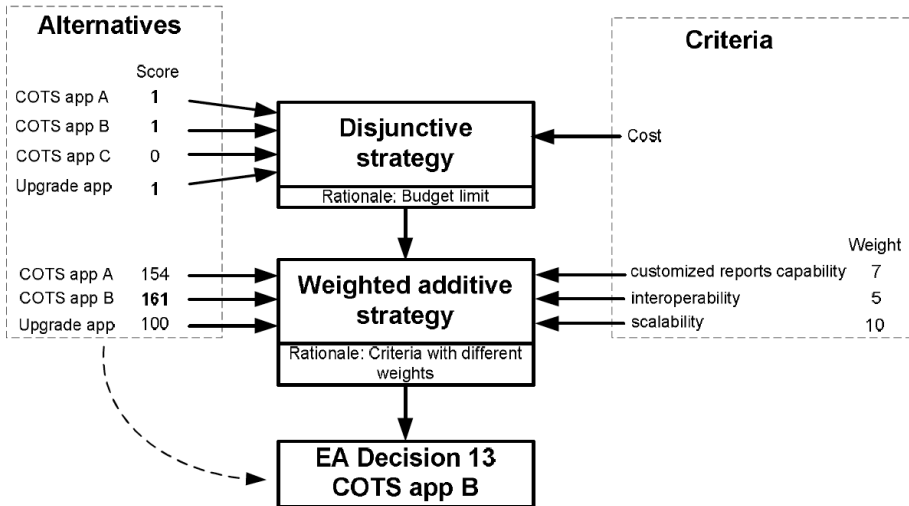 Alternatives
Score
COTS app A 1
COTS app B 1
COTS app C 0
Upgrade app 1
Disjunctive
strategy
Rationale: Budget limit
Criteria
Cost
COTS app A 154
COTS app B 161
Upgrade app 100
Weighted additive
strategy
Rationale: Criteria with different
weights
Weight
customized reports capability 7
interoperability 5
scalability 10
EA Decision 13
COTS app B